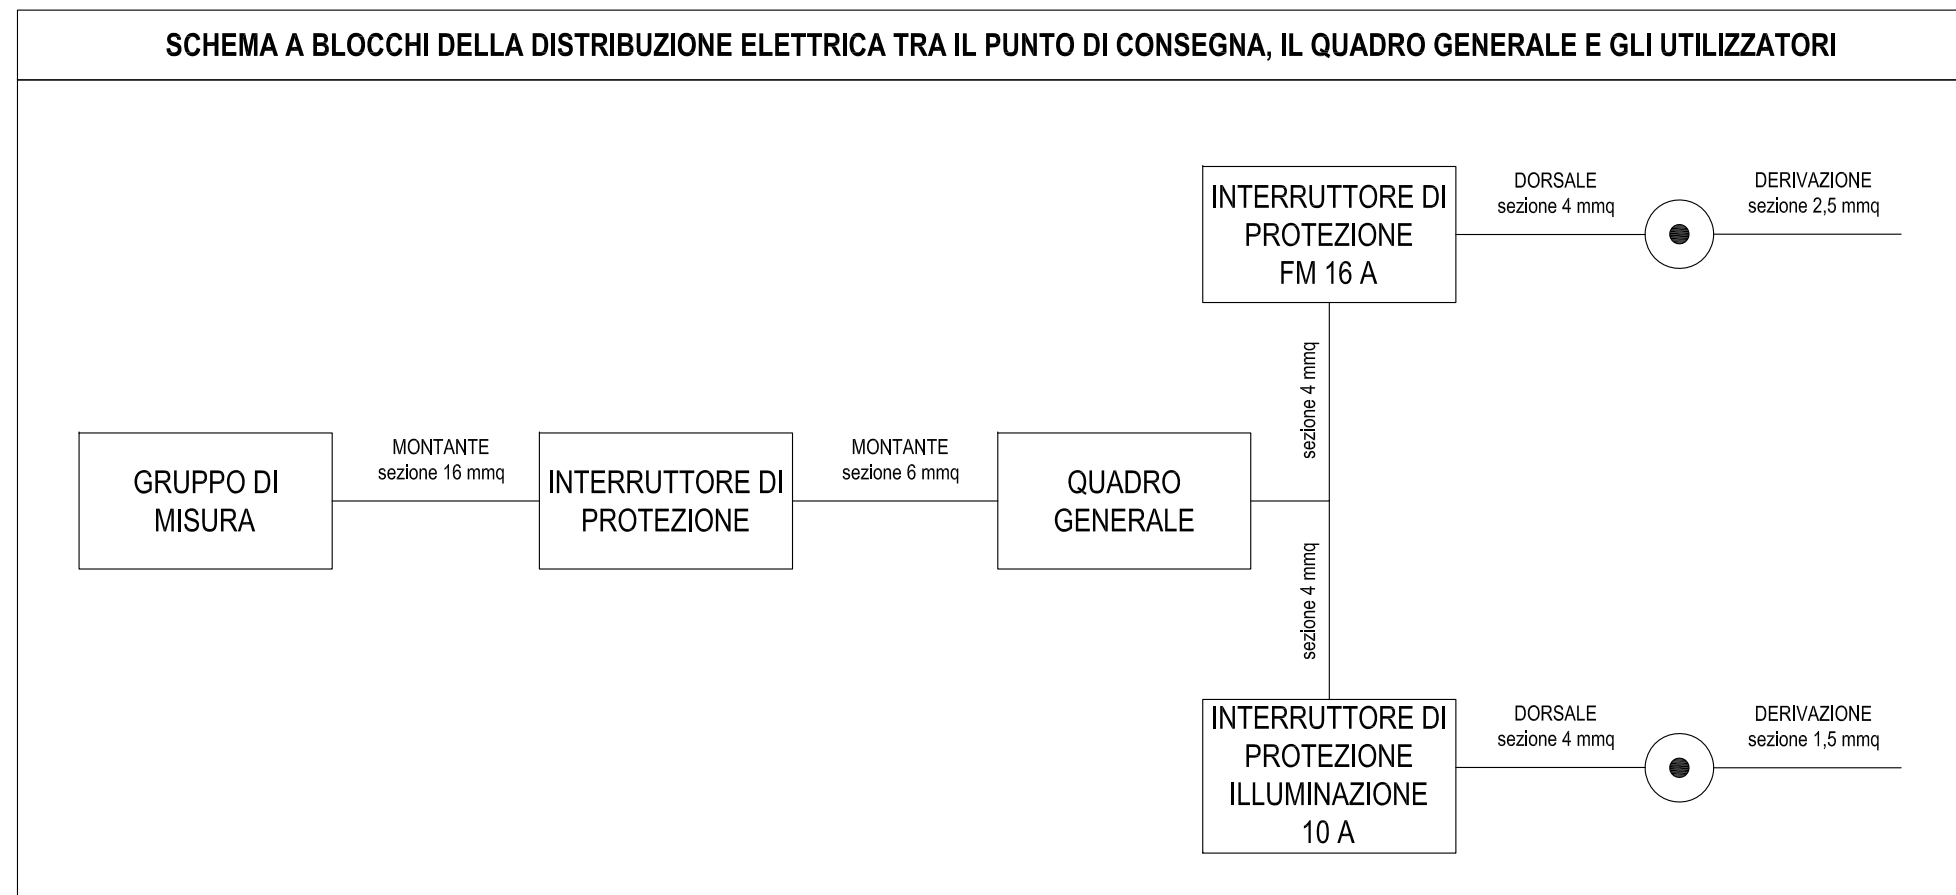 SCHEMA A BLOCCHI DELLA DISTRIBUZIONE ELETTRICA TRA IL PUNTO DI CONSEGNA, IL QUADRO GENERALE E GLI UTILIZZATORI
GRUPPO DI
MISURA
MONTANTE
sezione 16 mmq
INTERRUTTORE DI
PROTEZIONE
MONTANTE
sezione 6 mmq
QUADRO
GENERALE
sezione 4 mmq
INTERRUTTORE DI
PROTEZIONE
FM 16 A
DORSALE
sezione 4 mmq
DERIVAZIONE
sezione 2,5 mmq
sezione 4 mmq
INTERRUTTORE DI
PROTEZIONE
ILLUMINAZIONE
10 A
DORSALE
sezione 4 mmq
DERIVAZIONE
sezione 1,5 mmq